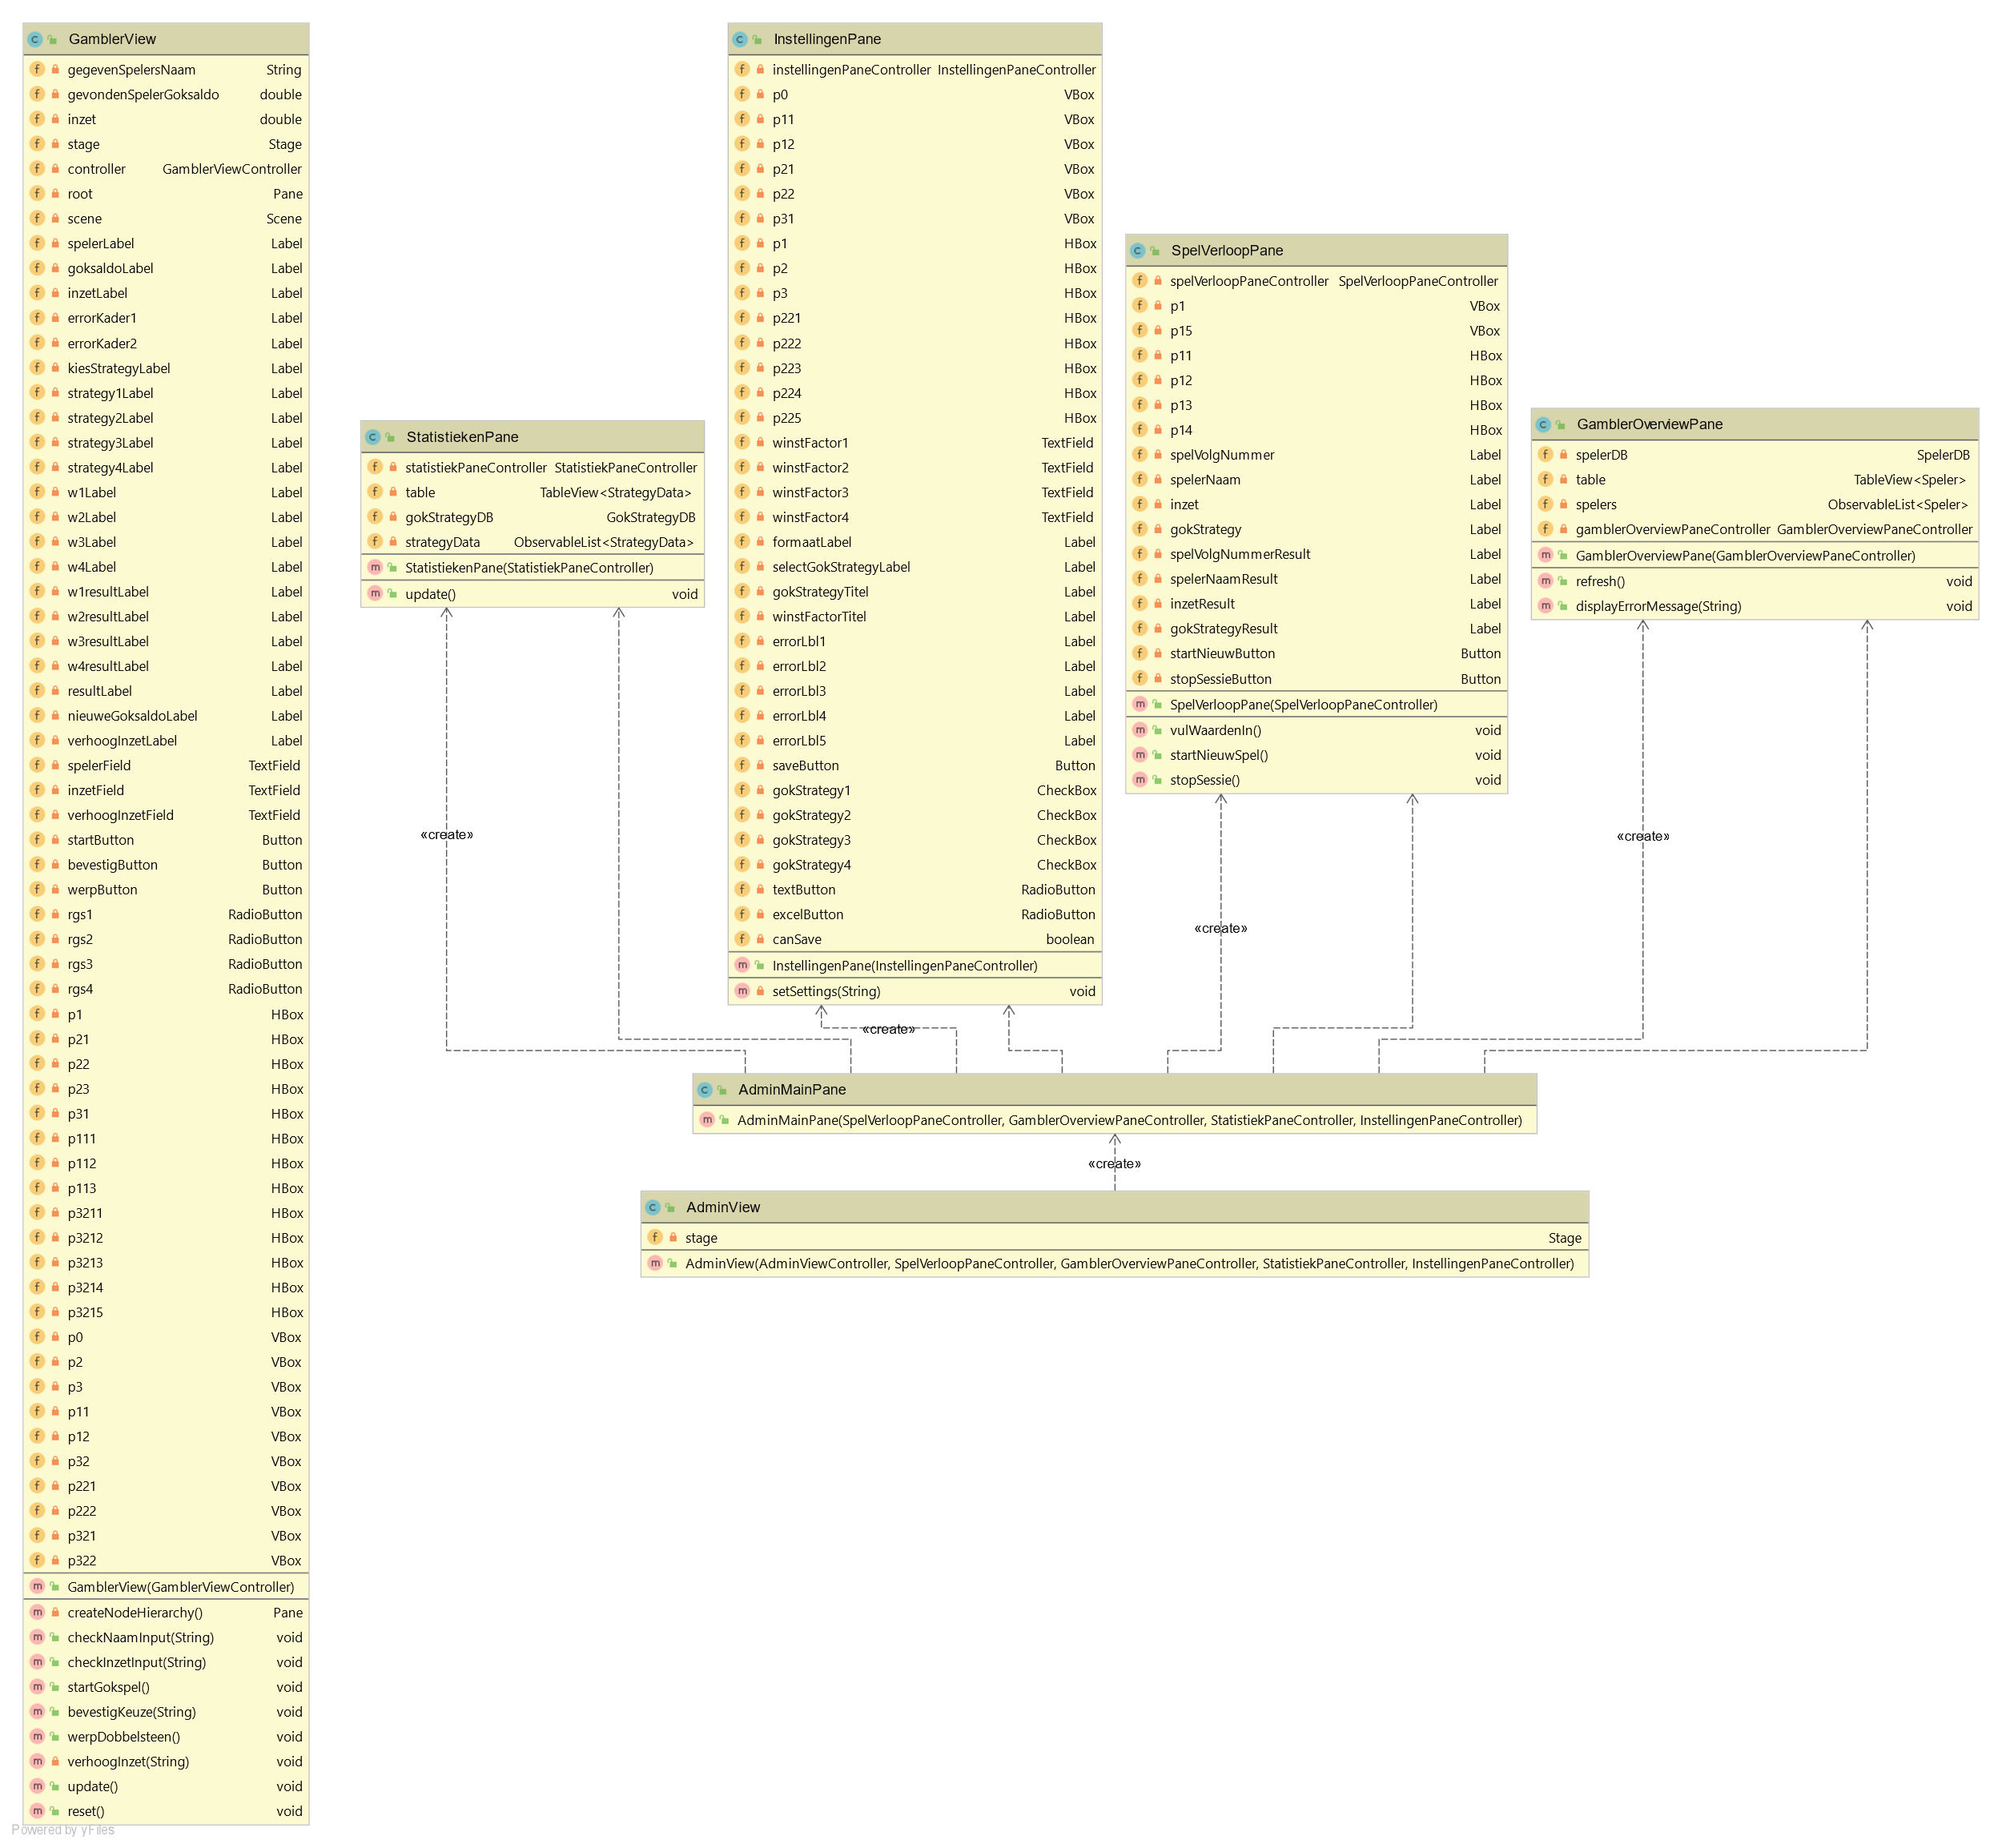 GamblerView
gegevenSpelersNaam String
gevondenSpelerGoksaldo double
inzet double
stage Stage
controller GamblerViewController
root Pane
scene Scene
spelerLabel Label
goksaldoLabel Label
inzetLabel Label
errorKader1 Label
errorKader2 Label
kiesStrategyLabel Label
strategy1Label Label
strategy2Label Label
strategy3Label Label
strategy4Label Label
w1Label Label
w2Label Label
w3Label Label
w4Label Label
w1resultLabel Label
w2resultLabel Label
w3resultLabel Label
w4resultLabel Label
resultLabel Label
nieuweGoksaldoLabel Label
verhoogInzetLabel Label
spelerField TextField
inzetField TextField
verhoogInzetField TextField
startButton Button
bevestigButton Button
werpButton Button
rgs1 RadioButton
rgs2 RadioButton
rgs3 RadioButton
rgs4 RadioButton
p1 HBox
p21 HBox
p22 HBox
p23 HBox
p31 HBox
p111 HBox
p112 HBox
p113 HBox
p3211 HBox
p3212 HBox
p3213 HBox
p3214 HBox
p3215 HBox
p0 VBox
p2 VBox
p3 VBox
p11 VBox
p12 VBox
p32 VBox
p221 VBox
p222 VBox
p321 VBox
p322 VBox
GamblerView(GamblerViewController)
createNodeHierarchy() Pane
checkNaamInput(String) void
checkInzetInput(String) void
startGokspel() void
bevestigKeuze(String) void
werpDobbelsteen() void
verhoogInzet(String) void
update() void
reset() void
StatistiekenPane
statistiekPaneController StatistiekPaneController
table TableView<StrategyData>
gokStrategyDB GokStrategyDB
strategyData ObservableList<StrategyData>
StatistiekenPane(StatistiekPaneController)
update() void
InstellingenPane
instellingenPaneController InstellingenPaneController
p0 VBox
p11 VBox
p12 VBox
p21 VBox
p22 VBox
p31 VBox
p1 HBox
p2 HBox
p3 HBox
p221 HBox
p222 HBox
p223 HBox
p224 HBox
p225 HBox
winstFactor1 TextField
winstFactor2 TextField
winstFactor3 TextField
winstFactor4 TextField
formaatLabel Label
selectGokStrategyLabel Label
gokStrategyTitel Label
winstFactorTitel Label
errorLbl1 Label
errorLbl2 Label
errorLbl3 Label
errorLbl4 Label
errorLbl5 Label
saveButton Button
gokStrategy1 CheckBox
gokStrategy2 CheckBox
gokStrategy3 CheckBox
gokStrategy4 CheckBox
textButton RadioButton
excelButton RadioButton
canSave boolean
InstellingenPane(InstellingenPaneController)
setSettings(String) void
SpelVerloopPane
spelVerloopPaneController SpelVerloopPaneController
p1 VBox
p15 VBox
p11 HBox
p12 HBox
p13 HBox
p14 HBox
spelVolgNummer Label
spelerNaam Label
inzet Label
gokStrategy Label
spelVolgNummerResult Label
spelerNaamResult Label
inzetResult Label
gokStrategyResult Label
startNieuwButton Button
stopSessieButton Button
SpelVerloopPane(SpelVerloopPaneController)
vulWaardenIn() void
startNieuwSpel() void
stopSessie() void
GamblerOverviewPane
spelerDB SpelerDB
table TableView<Speler>
spelers ObservableList<Speler>
gamblerOverviewPaneController GamblerOverviewPaneController
GamblerOverviewPane(GamblerOverviewPaneController)
refresh() void
displayErrorMessage(String) void
«create»
«create»
«create»
«create»
AdminMainPane
AdminMainPane(SpelVerloopPaneController, GamblerOverviewPaneController, StatistiekPaneController, InstellingenPaneController)
«create»
AdminView
stage Stage
AdminView(AdminViewController, SpelVerloopPaneController, GamblerOverviewPaneController, StatistiekPaneController, InstellingenPaneController)
Powered by yFiles